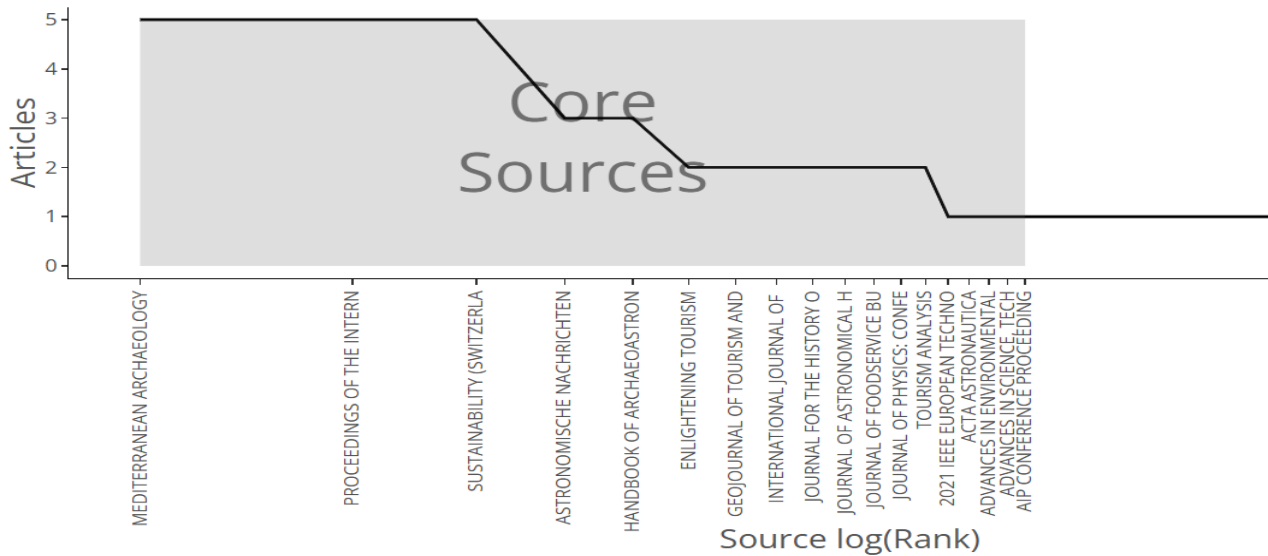 5
4
3
2
1
0
Articles
Core
Sources
MEDITERRANEAN ARCHAEOLOGY
PROCEEDINGS OF THE INTERN
SUSTAINABILITY (SWITZERLA
ASTRONOMISCHE NACHRICHTEN
HANDBOOK OF ARCHAEOASTRON
ENLIGHTENING TOURISM
GEOJOURNAL OF TOURISM AND
INTERNATIONAL JOURNAL OF
JOURNAL FOR THE HISTORY O
JOURNAL OF ASTRONOMICAL H
JOURNAL OF FOODSERVICE BU
JOURNAL OF PHYSICS: CONFE
TOURISM ANALYSIS
2021 IEEE EUROPEAN TECHNO
ACTA ASTRONAUTICA
ADVANCES IN ENVIRONMENTAL
ADVANCES IN SCIENCE, TECH
AIP CONFERENCE PROCEEDING
Source log(Rank)